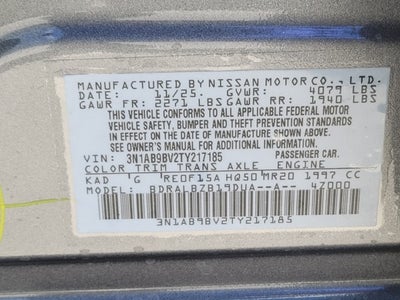 MANUFACTURED BY NISSAN MOTOR CO., LTD.
DATE: 11/25. GVWR: 4079 LBS
GAWR FR: 2271 LBS GAWR RR: 1940 LBS
THIS VEHICLE CONFORMS TO ALL APPLICABLE FEDERAL MOTOR
VEHICLE SAFETY, BUMPER, AND THEFT PREVENTION STANDARDS
IN EFFECT ON THE DATE OF MANUFACTURE SHOWN ABOVE.
SEE OWNER'S MANUAL FOR ADDITIONAL INFORMATION.
VIN: 3N1AB9BV2TY217185 PASSENGER CAR.
COLOR TRIM TRANS AXLE ENGINE
KAD G RE0F15A HQ50 MR20 1997 CC
MODEL: BDRALBZB19DUA--A-- 4Z000
3N1AB9BV2TY217185